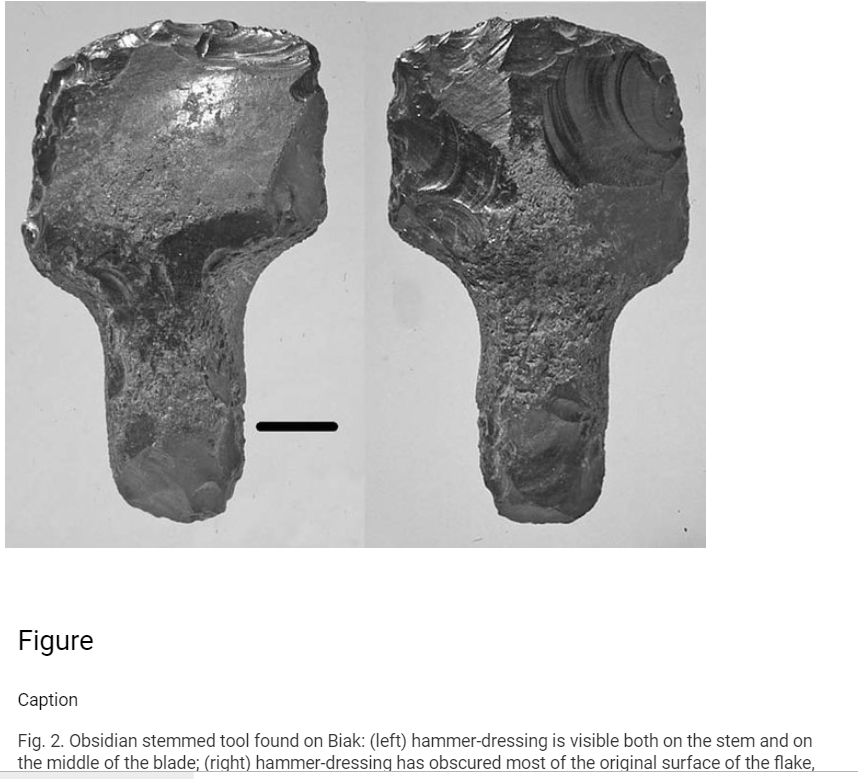 Figure
Caption
Fig. 2. Obsidian stemmed tool found on Biak: (left) hammer-dressing is visible both on the stem and on
the middle of the blade; (right) hammer-dressing has obscured most of the original surface of the flake,